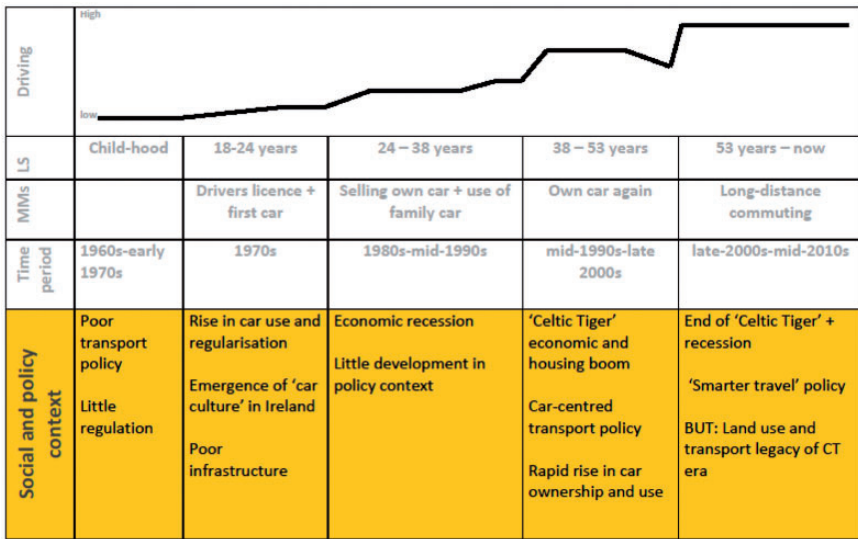 High
Driving
low
LS
Child-hood
18-24 years
24 – 38 years
38 – 53 years
53 years – now
MMs
Drivers licence +
first car
Selling own car + use of
family car
Own car again
Long-distance
commuting
Time
period
1960s-early
1970s
1970s
1980s-mid-1990s
mid-1990s-late
2000s
late-2000s-mid-2010s
Social and policy
context
Poor
transport
policy
Little
regulation
Rise in car use and
regularisation
Emergence of ‘car
culture’ in Ireland
Poor
infrastructure
Economic recession
Little development in
policy context
‘Celtic Tiger’
economic and
housing boom
Car-centred
transport policy
Rapid rise in car
ownership and use
End of ‘Celtic Tiger’ +
recession
‘Smarter travel’ policy
BUT: Land use and
transport legacy of CT
era